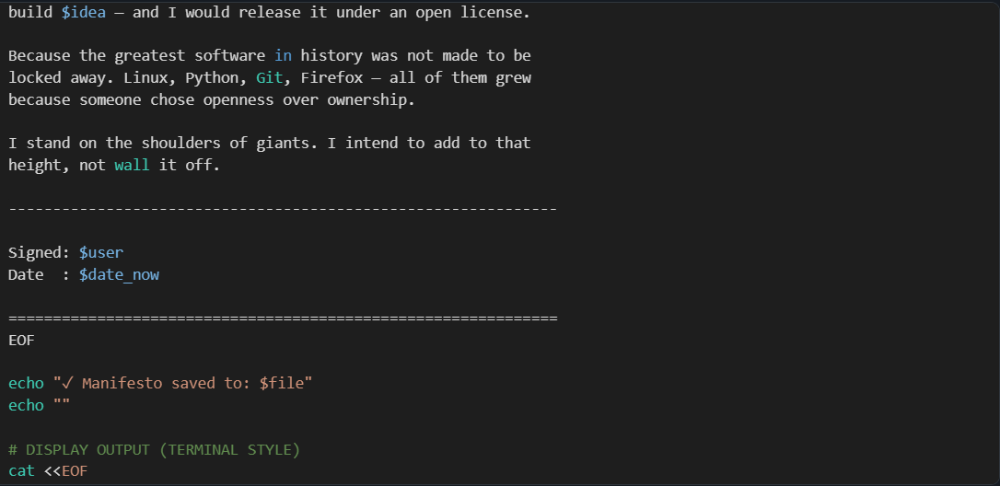 build $idea — and I would release it under an open license.
Because the greatest software in history was not made to be
locked away. Linux, Python, Git, Firefox — all of them grew
because someone chose openness over ownership.
I stand on the shoulders of giants. I intend to add to that
height, not wall it off.
--------------------------------------------------------------
Signed: $user
Date  : $date_now
==============================================================
EOF
echo "✓ Manifesto saved to: $file"
echo ""
# DISPLAY OUTPUT (TERMINAL STYLE)
cat <<EOF